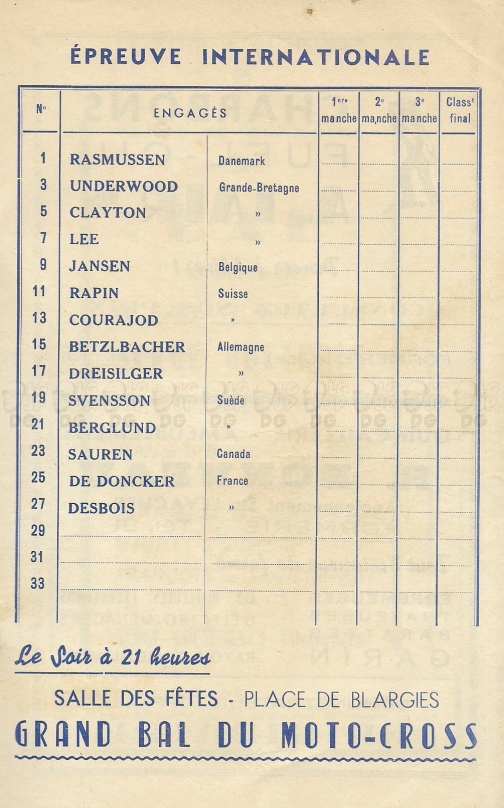 ÉPREUVE INTERNATIONALE
N° ENGAGÉS 1ère manche 2e manche 3e manche Classt final
1 RASMUSSEN Danemark
3 UNDERWOOD Grande-Bretagne
5 CLAYTON »
7 LEE »
9 JANSEN Belgique
11 RAPIN Suisse
13 COURAJOD »
15 BETZLBACHER Allemagne
17 DREISILGER »
19 SVENSSON Suède
21 BERGLUND »
23 SAUREN Canada
25 DE DONCKER France
27 DESBOIS »
29
31
33
Le Soir à 21 heures
SALLE DES FÊTES - PLACE DE BLARGIES
GRAND BAL DU MOTO-CROSS